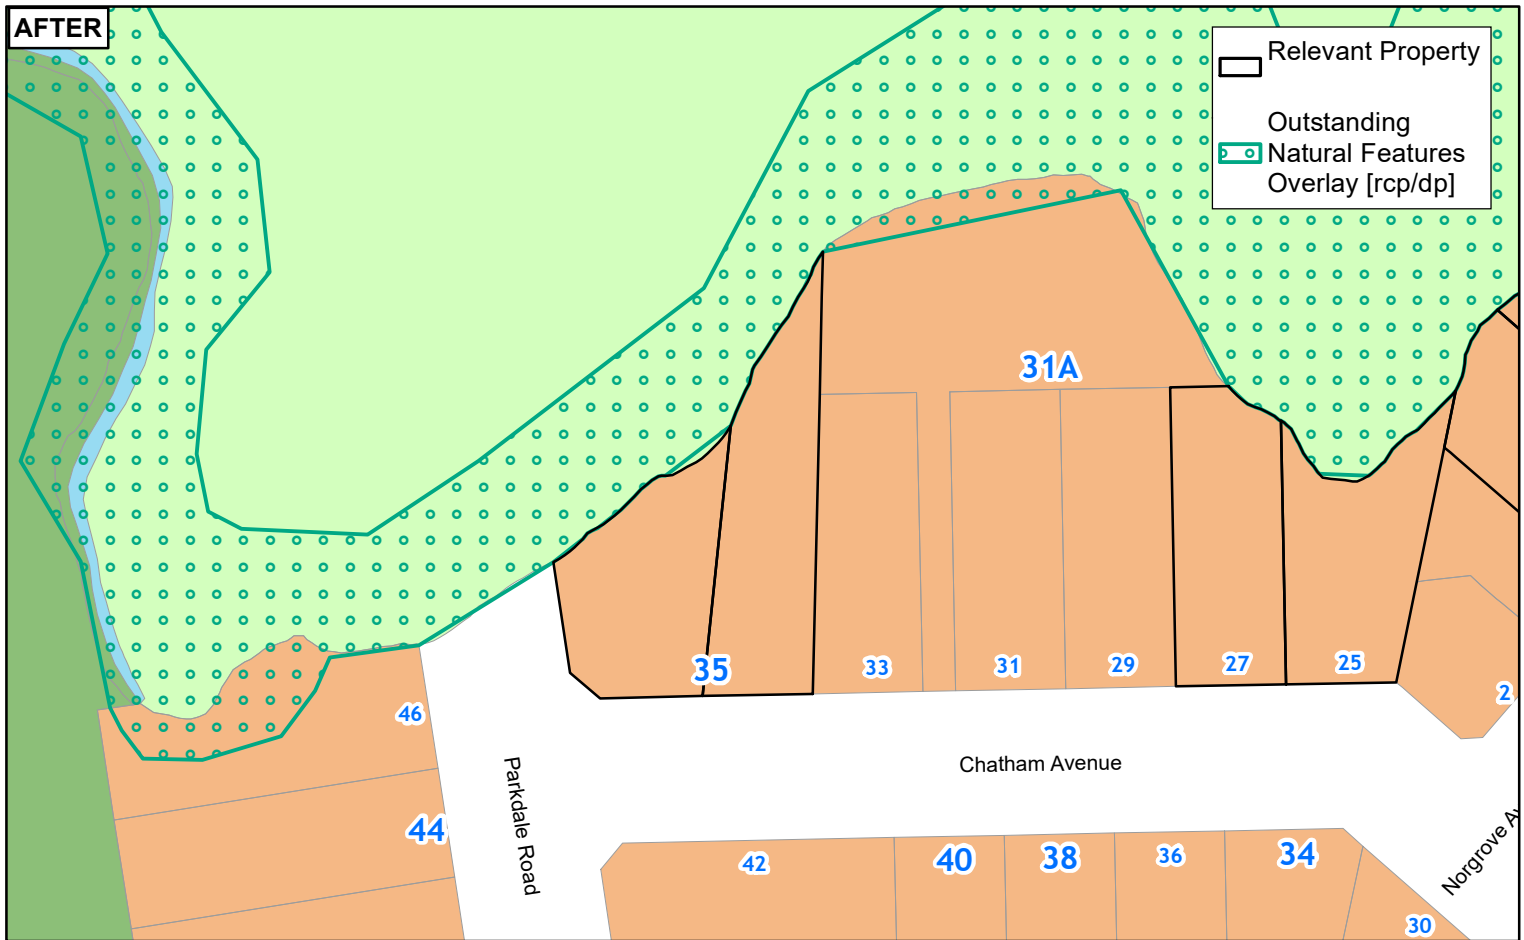 AFTER
Relevant Property
Outstanding
Natural Features
Overlay [rcp/dp]
31A
35
33
31
29
27
25
2
46
44
Parkdale Road
Chatham Avenue
Norgrove Av
42
40
38
36
34
30